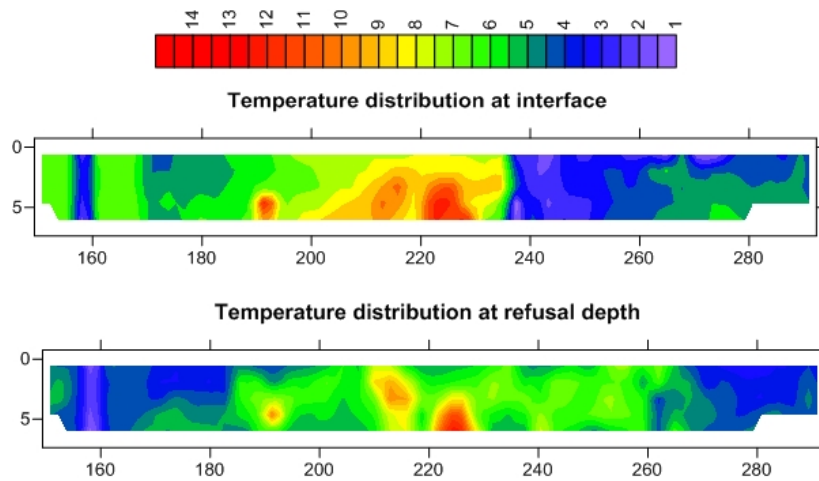 14 13 12 11 10 9 8 7 6 5 4 3 2 1
Temperature distribution at interface
0
5
160 200 220 240 260 280
Temperature distribution at refusal depth
0
5
160 200 220 240 260 280